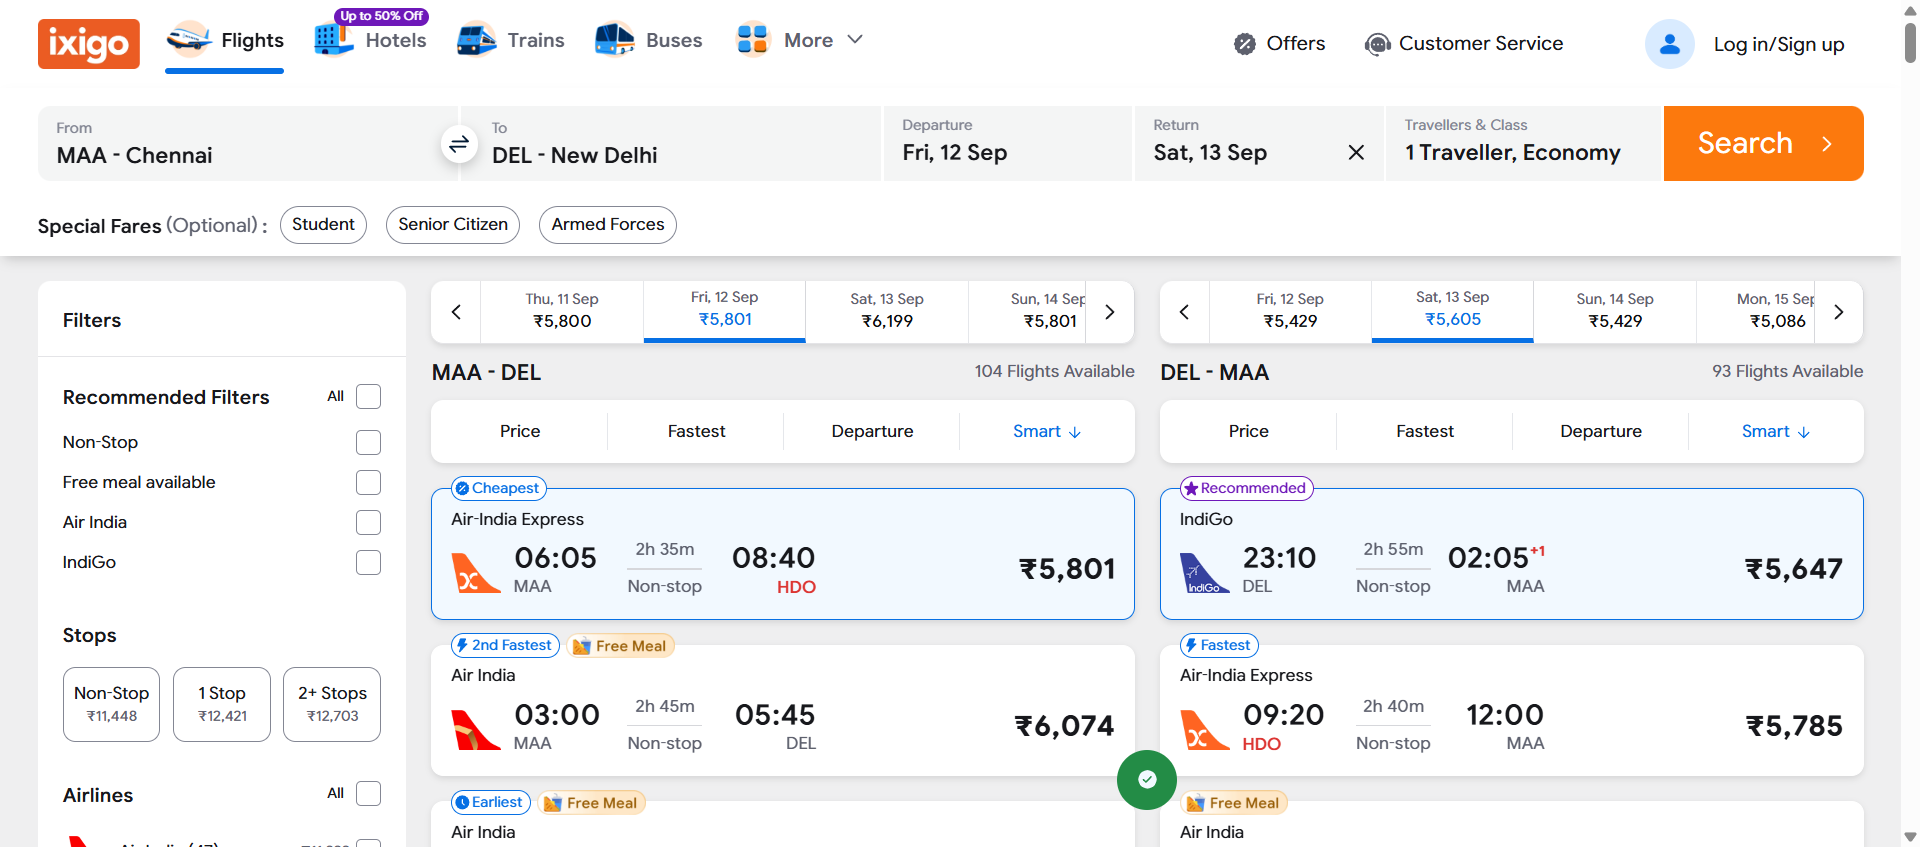 ixigo
Flights
Up to 50% Off
Hotels
Trains
Buses
More
Offers
Customer Service
Log in/Sign up
From
MAA - Chennai
To
DEL - New Delhi
Departure
Fri, 12 Sep
Return
Sat, 13 Sep
Travellers & Class
1 Traveller, Economy
Search
Special Fares (Optional) :
Student
Senior Citizen
Armed Forces
Filters
Recommended Filters
All
Non-Stop
Free meal available
Air India
IndiGo
Stops
Non-Stop
₹11,448
1 Stop
₹12,421
2+ Stops
₹12,703
Airlines
All
Thu, 11 Sep
₹5,800
Fri, 12 Sep
₹5,801
Sat, 13 Sep
₹6,199
Sun, 14 Sep
₹5,801
MAA - DEL
104 Flights Available
Price
Fastest
Departure
Smart
Cheapest
Air-India Express
06:05
MAA
2h 35m
Non-stop
08:40
HDO
₹5,801
2nd Fastest
Free Meal
Air India
03:00
MAA
2h 45m
Non-stop
05:45
DEL
₹6,074
Earliest
Free Meal
Air India
Fri, 12 Sep
₹5,429
Sat, 13 Sep
₹5,605
Sun, 14 Sep
₹5,429
Mon, 15 Sep
₹5,086
DEL - MAA
93 Flights Available
Price
Fastest
Departure
Smart
Recommended
IndiGo
IndiGo
23:10
DEL
2h 55m
Non-stop
02:05+1
MAA
₹5,647
Fastest
Air-India Express
09:20
HDO
2h 40m
Non-stop
12:00
MAA
₹5,785
Free Meal
Air India